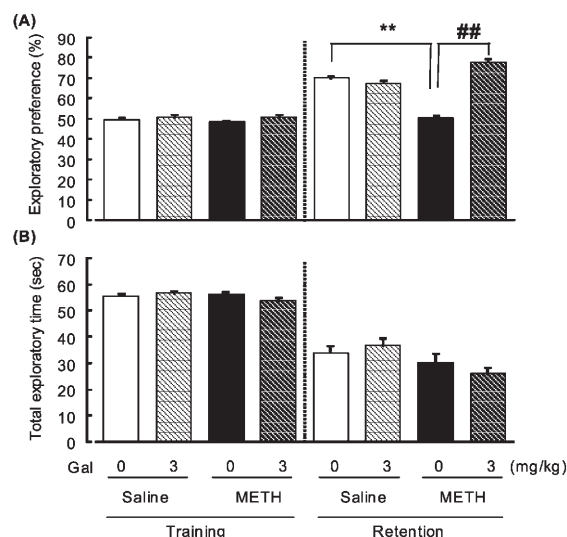 (A)
Exploratory preference (%)
90
80
70
60
50
40
30
20
10
0
** ##
(B)
Total exploratory time (sec)
70
60
50
40
30
20
10
0
Gal 0 3 0 3 0 3 0 3 (mg/kg)
Saline METH Saline METH
Training Retention